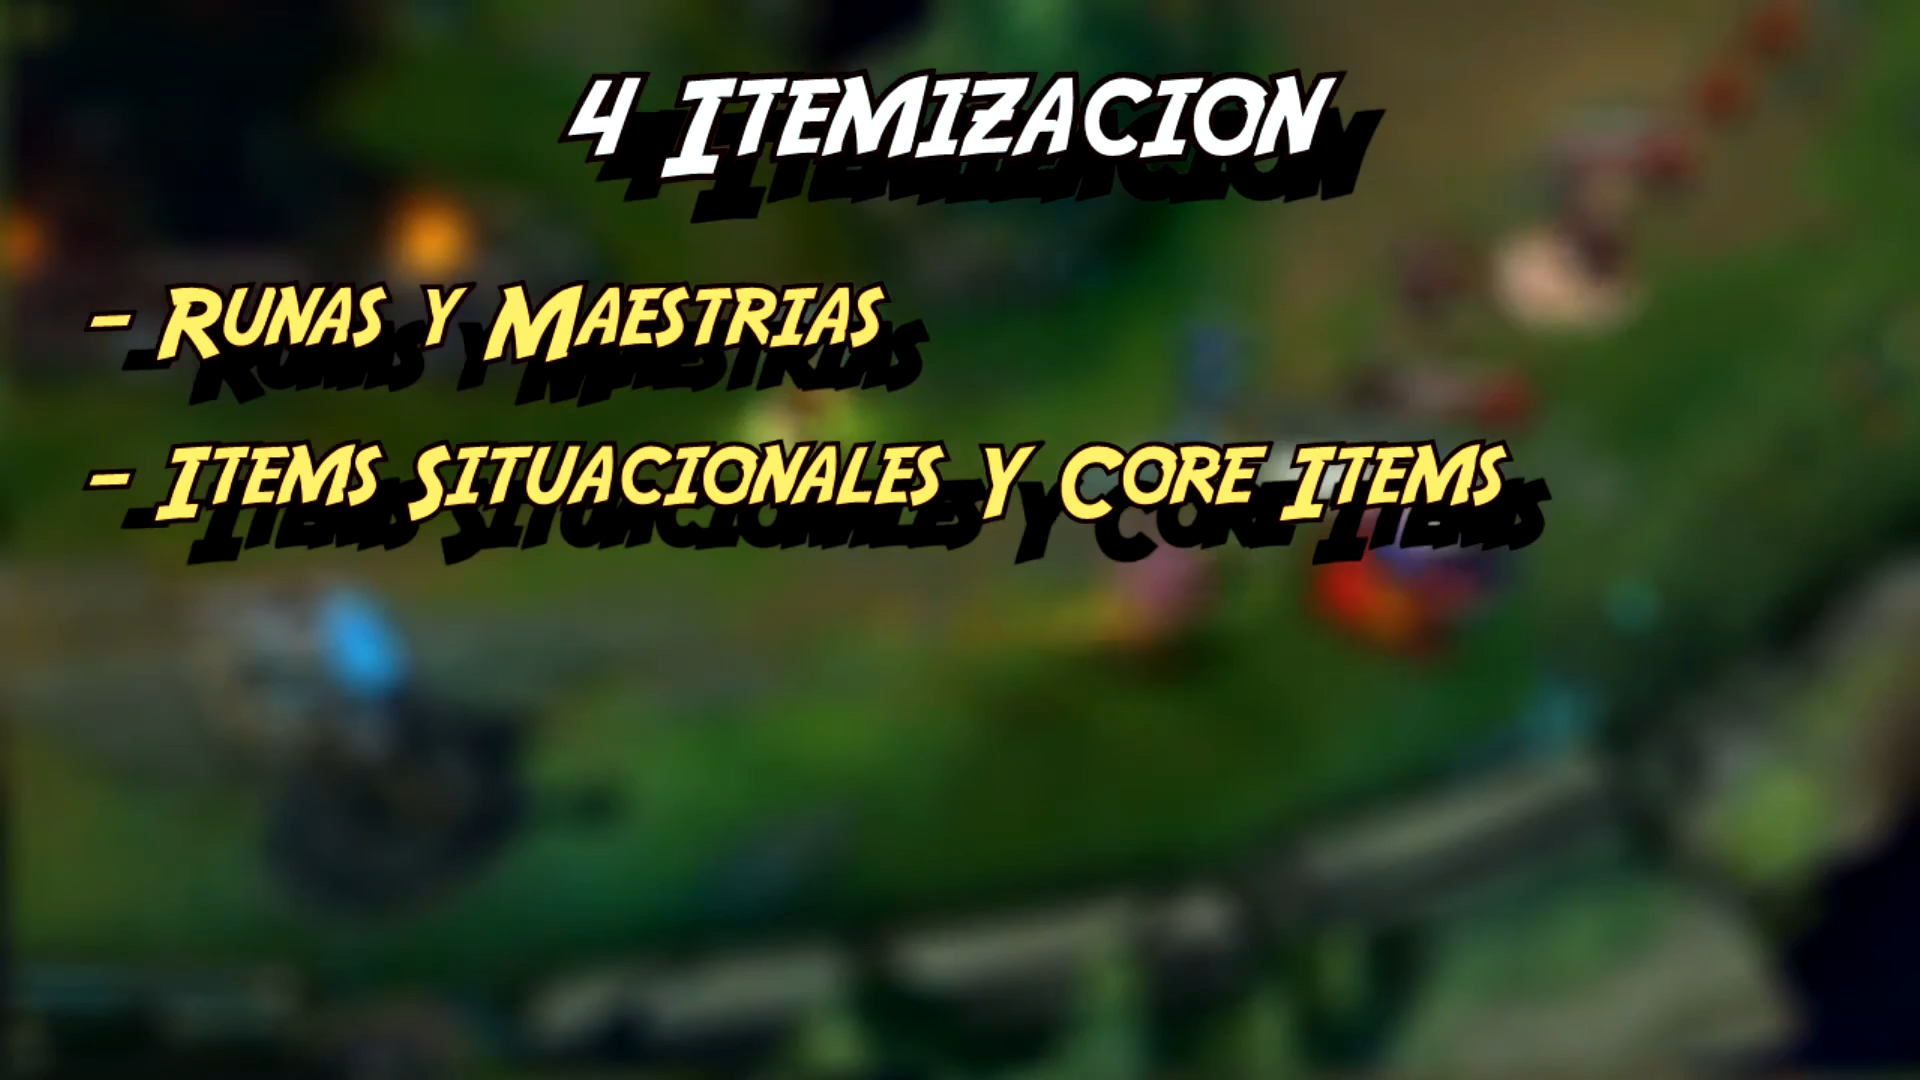 4 Itemizacion
- Runas y Maestrias
- Items Situacionales Y Core Items